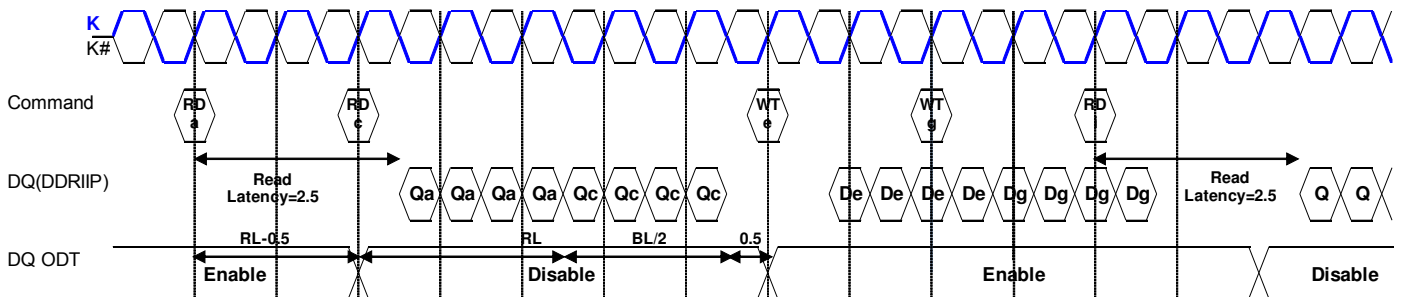 K
K#
Command
RD a
RD c
WT e
WT g
RD
DQ(DDRIIP)
Read
Latency=2.5
Qa Qa Qa Qa Qc Qc Qc Qc
De De De De Dg Dg Dg Dg
Read
Latency=2.5
Q Q
DQ ODT
RL-0.5
RL
BL/2
0.5
Enable
Disable
Enable
Disable